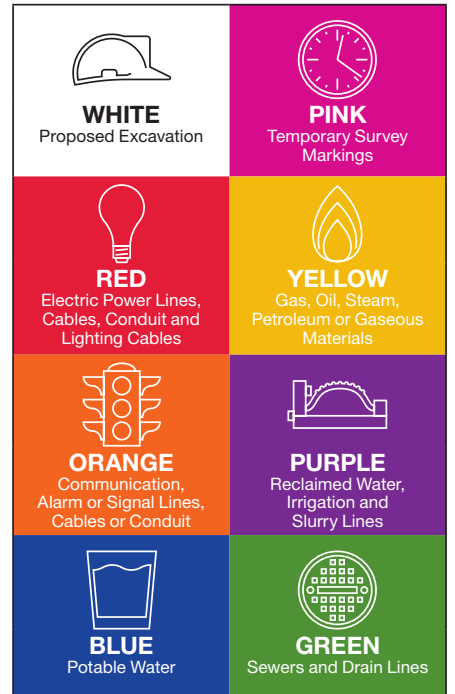 WHITE
Proposed Excavation
PINK
Temporary Survey
Markings
RED
Electric Power Lines,
Cables, Conduit and
Lighting Cables
YELLOW
Gas, Oil, Steam,
Petroleum or Gaseous
Materials
ORANGE
Communication,
Alarm or Signal Lines,
Cables or Conduit
PURPLE
Reclaimed Water,
Irrigation and
Slurry Lines
BLUE
Potable Water
GREEN
Sewers and Drain Lines